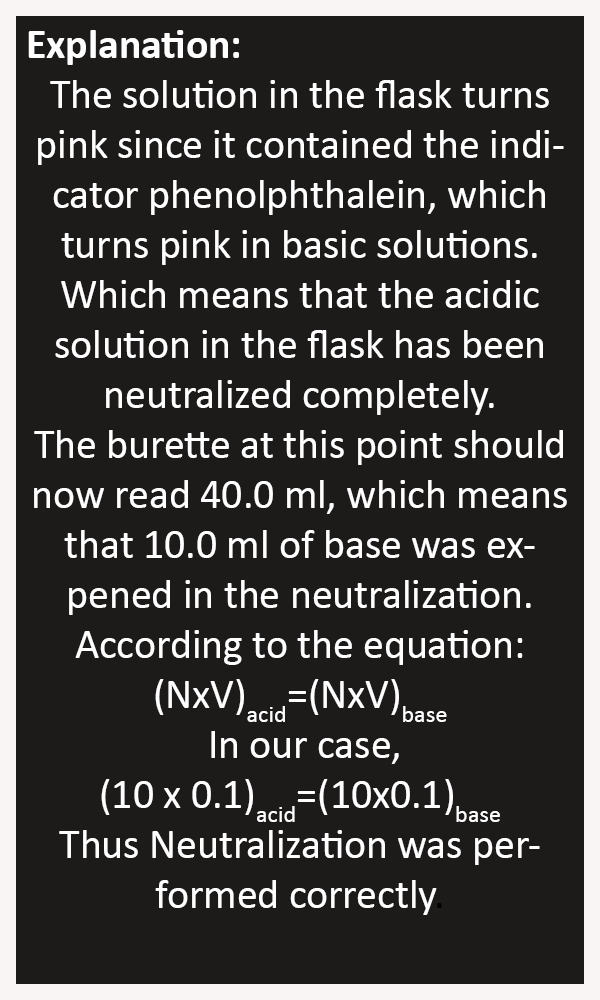 Explanation:
The solution in the flask turns
pink since it contained the indi-
cator phenolphthalein, which
turns pink in basic solutions.
Which means that the acidic
solution in the flask has been
neutralized completely.
The burette at this point should
now read 40.0 ml, which means
that 10.0 ml of base was ex-
pened in the neutralization.
According to the equation:
(NxV)acid=(NxV)base
In our case,
(10 x 0.1)acid=(10x0.1)base
Thus Neutralization was per-
formed correctly.